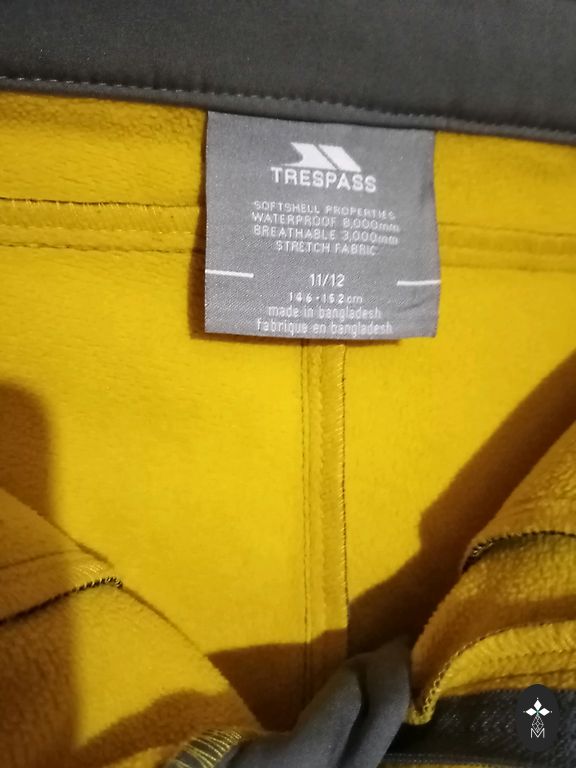 TRESPASS
SOFTSHELL PROPERTIES
WATERPROOF 8,000mm
BREATHABLE 3,000mm
STRETCH FABRIC
11/12
146-152cm
made in bangladesh
fabrique en bangladesh
M